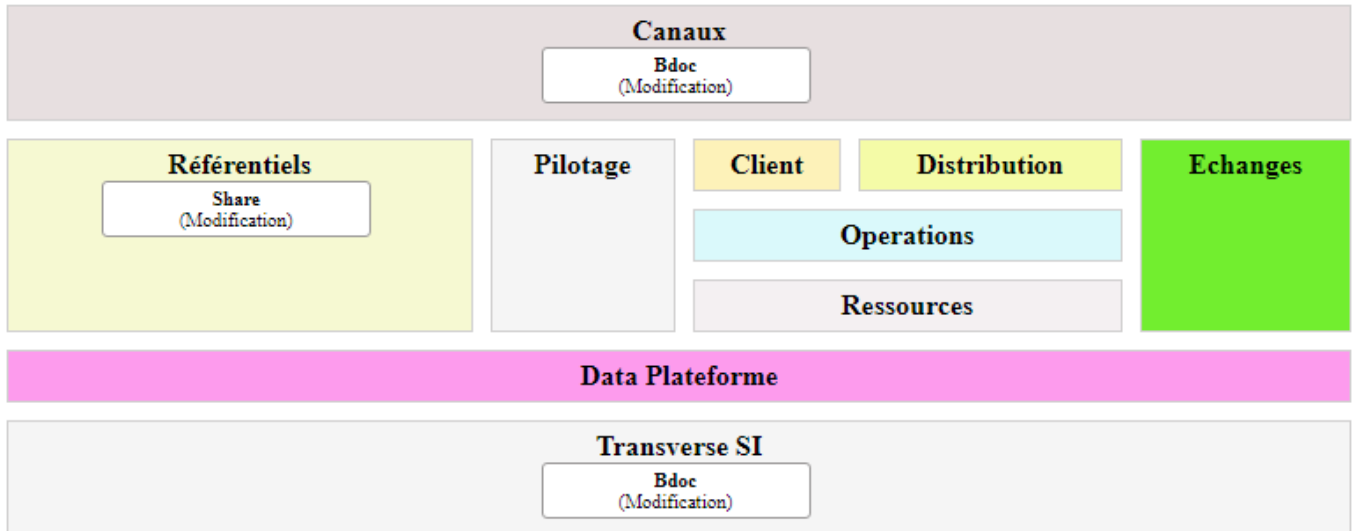 Canaux
Bdoc
(Modification)
Référentiels
Share
(Modification)
Pilotage
Client
Distribution
Echanges
Operations
Ressources
Data Plateforme
Transverse SI
Bdoc
(Modification)